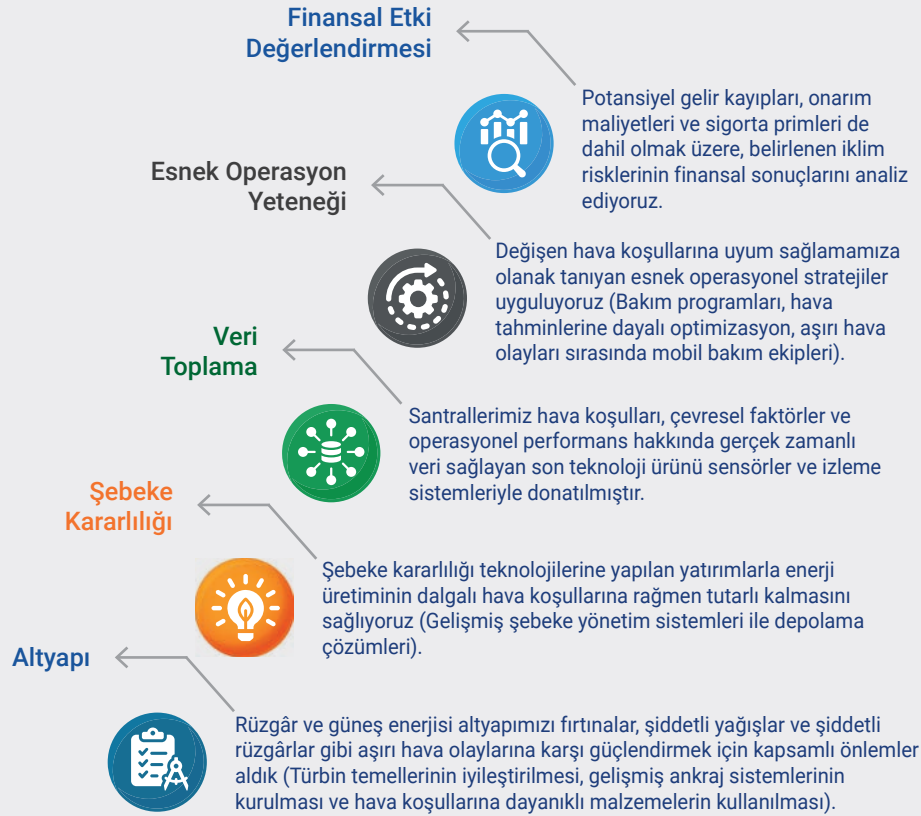 Finansal Etki
Değerlendirmesi
Potansiyel gelir kayıpları, onarım
maliyetleri ve sigorta primleri de
dahil olmak üzere, belirlenen iklim
risklerinin finansal sonuçlarını analiz
ediyoruz.
Esnek Operasyon
Yeteneği
Değişen hava koşullarına uyum sağlamamıza
olanak tanıyan esnek operasyonel stratejiler
uyguluyoruz (Bakım programları, hava
tahminlerine dayalı optimizasyon, aşırı hava
olayları sırasında mobil bakım ekipleri).
Veri
Toplama
Santrallerimiz hava koşulları, çevresel faktörler ve
operasyonel performans hakkında gerçek zamanlı
veri sağlayan son teknoloji ürünü sensörler ve izleme
sistemleriyle donatılmıştır.
Şebeke
Kararlılığı
Şebeke kararlılığı teknolojilerine yapılan yatırımlarla enerji
üretiminin dalgalı hava koşullarına rağmen tutarlı kalmasını
sağlıyoruz (Gelişmiş şebeke yönetim sistemleri ile depolama
çözümleri).
Altyapı
Rüzgâr ve güneş enerjisi altyapımızı fırtınalar, şiddetli yağışlar ve şiddetli
rüzgârlar gibi aşırı hava olaylarına karşı güçlendirmek için kapsamlı önlemler
aldık (Türbin temellerinin iyileştirilmesi, gelişmiş ankraj sistemlerinin
kurulması ve hava koşullarına dayanıklı malzemelerin kullanılması).